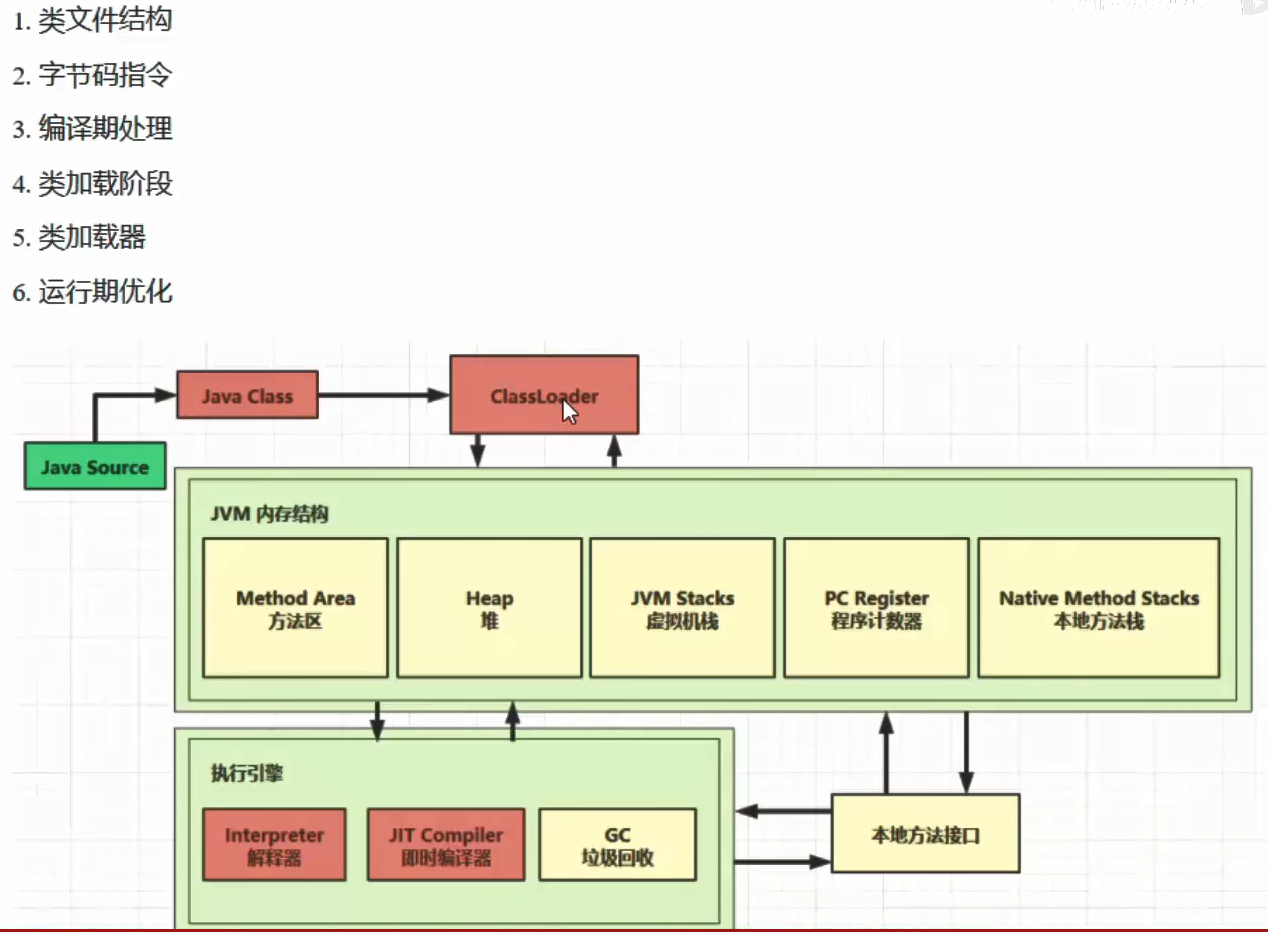 1. 类文件结构
2. 字节码指令
3. 编译期处理
4. 类加载阶段
5. 类加载器
6. 运行期优化
Java Class
ClassLoader
Java Source
JVM 内存结构
Method Area
方法区
Heap
堆
JVM Stacks
虚拟机栈
PC Register
程序计数器
Native Method Stacks
本地方法栈
执行引擎
Interpreter
解释器
JIT Compiler
即时编译器
GC
垃圾回收
本地方法接口